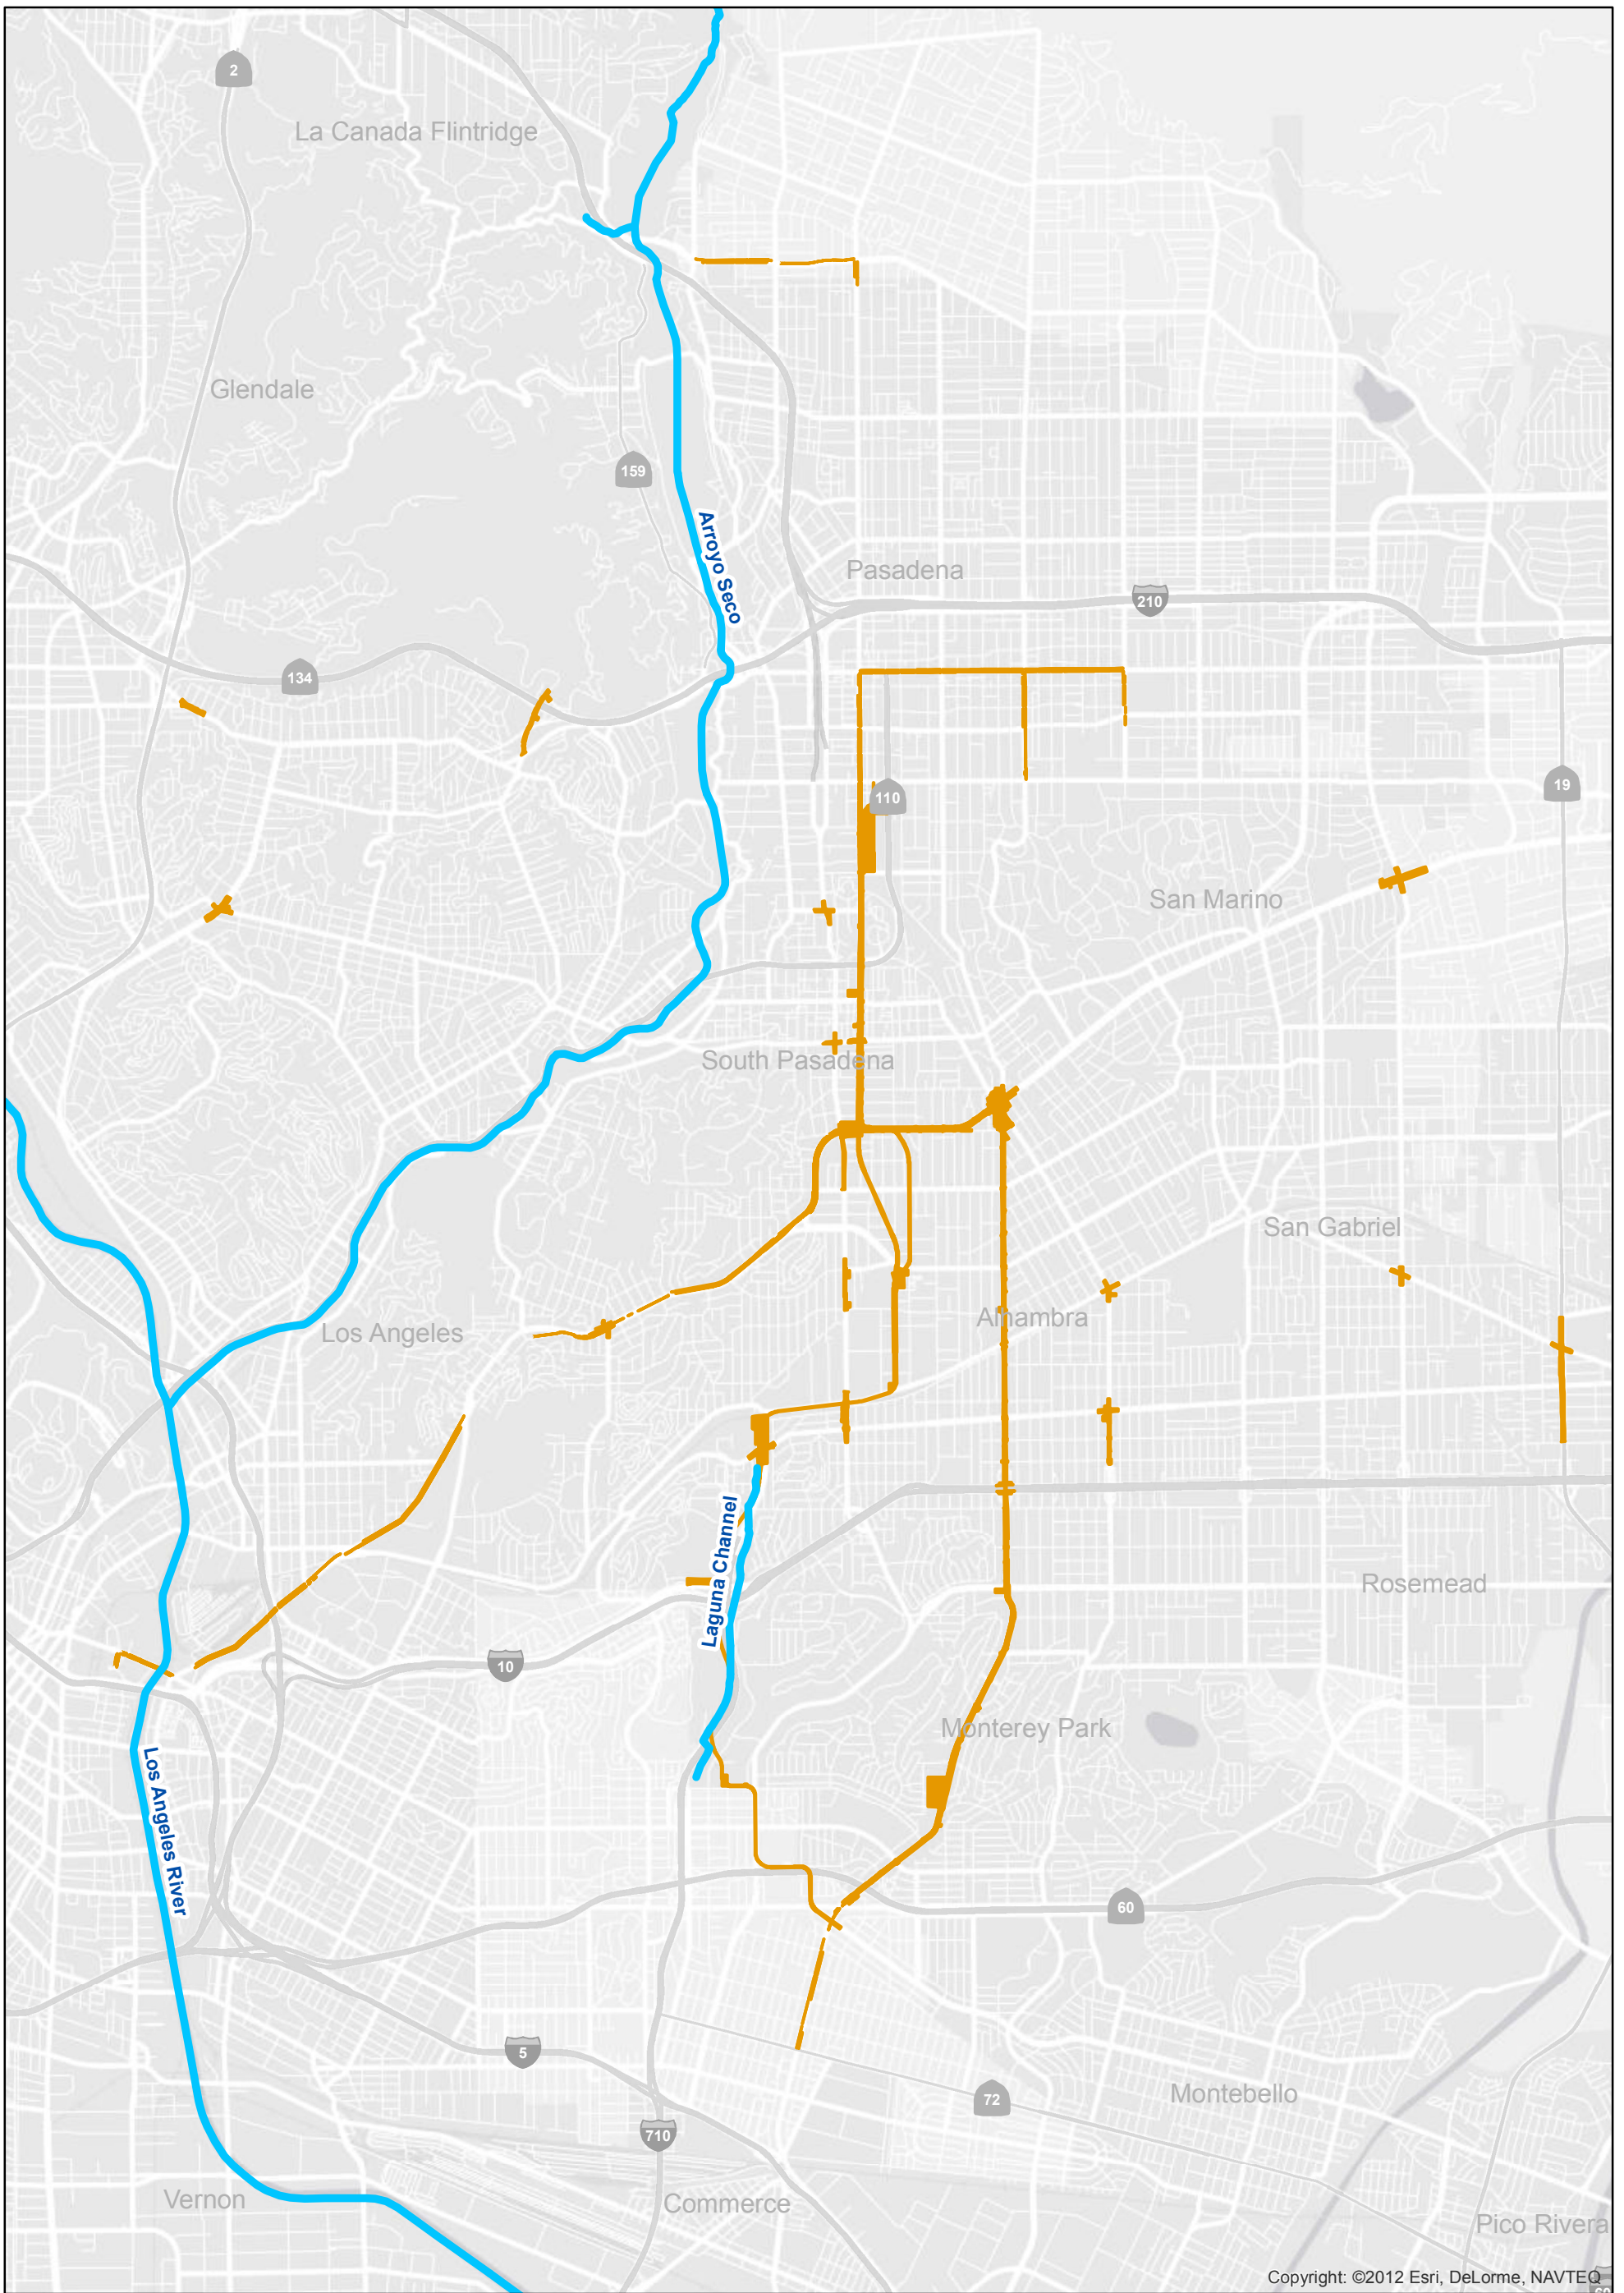 2
La Canada Flintridge
Glendale
159
Arroyo Seco
Pasadena
210
134
110
19
San Marino
South Pasadena
San Gabriel
Alhambra
Los Angeles
Laguna Channel
Rosemead
10
Monterey Park
Los Angeles River
60
5
72
Montebello
710
Vernon
Commerce
Pico Rivera
Copyright: ©2012 Esri, DeLorme, NAVTEQ